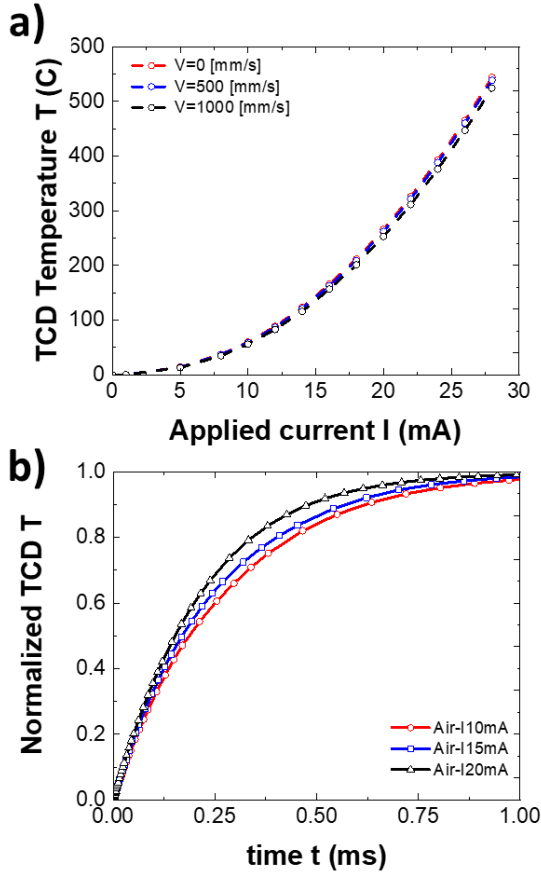 a)
TCD Temperature T (C)
600
500
400
300
200
100
0
V=0 [mm/s]
V=500 [mm/s]
V=1000 [mm/s]
0 5 10 15 20 25 30
Applied current I (mA)
b)
Normalized TCD T
1.0
0.8
0.6
0.4
0.2
0.0
Air-I10mA
Air-I15mA
Air-I20mA
0.00 0.25 0.50 0.75 1.00
time t (ms)